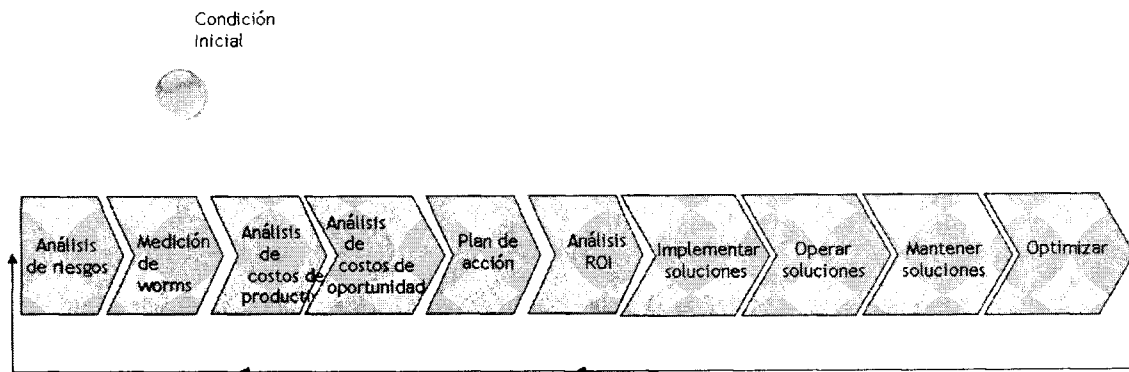 Condición
Inicial
Análisis
de riesgos
Medición
de
worms
Análisis
de
costos de
productiv
Análisis
de
costos de
oportunidad
Plan de
acción
Análisis
ROI
Implementar
soluciones
Operar
soluciones
Mantener
soluciones
Optimizar